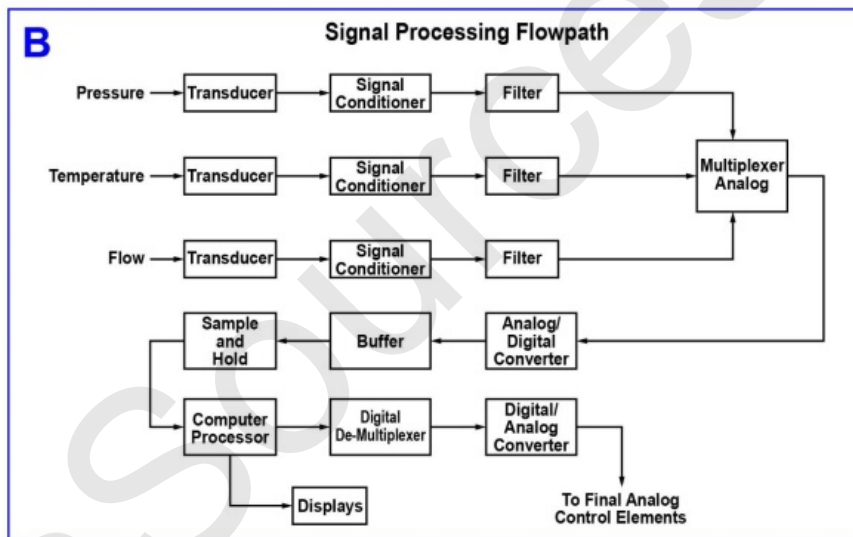 B
Signal Processing Flowpath
Pressure
Transducer
Signal
Conditioner
Filter
Temperature
Transducer
Signal
Conditioner
Filter
Multiplexer
Analog
Flow
Transducer
Signal
Conditioner
Filter
Sample
and
Hold
Buffer
Analog/
Digital
Converter
Computer
Processor
Digital
De-Multiplexer
Digital/
Analog
Converter
Displays
To Final Analog
Control Elements
Sources